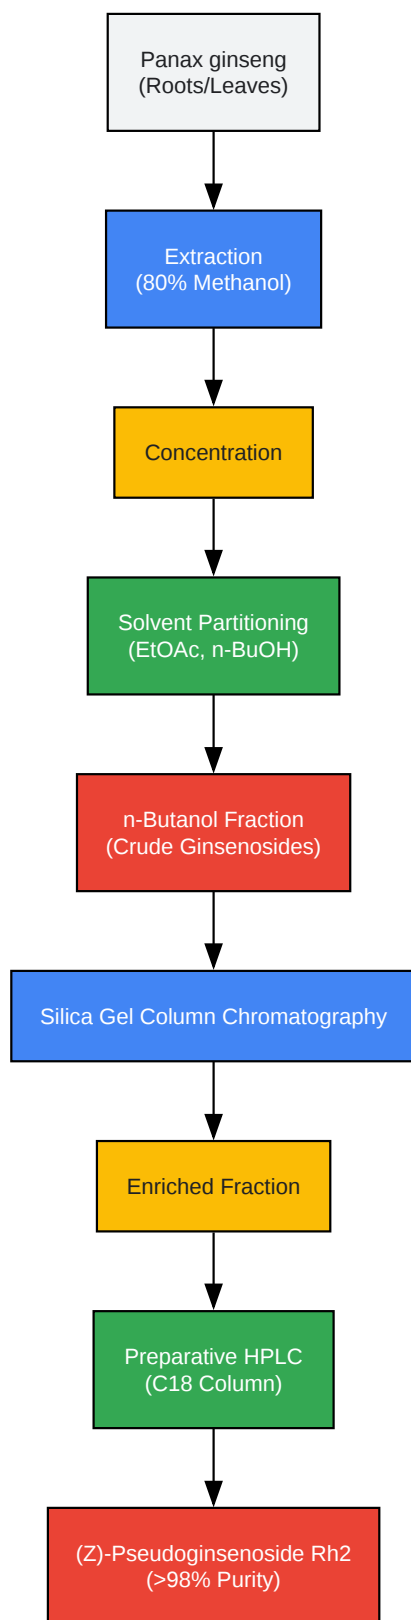 Panax ginseng
(Roots/Leaves)
Extraction
(80% Methanol)
Concentration
Solvent Partitioning
(EtOAc, n-BuOH)
n-Butanol Fraction
(Crude Ginsenosides)
Silica Gel Column Chromatography
Enriched Fraction
Preparative HPLC
(C18 Column)
(Z)-Pseudoginsenoside Rh2
(>98% Purity)